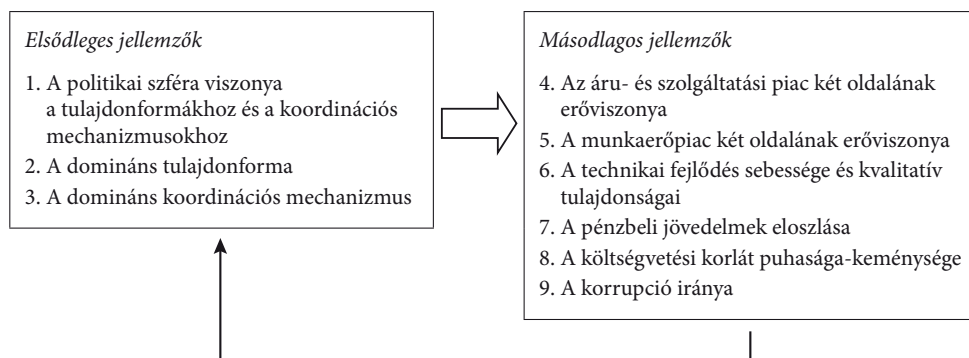 Elsődleges jellemzők
1. A politikai szféra viszonya
a tulajdonformákhoz és a koordinációs
mechanizmusokhoz
2. A domináns tulajdonforma
3. A domináns koordinációs mechanizmus
Másodlagos jellemzők
4. Az áru- és szolgáltatási piac két oldalának
erőviszonya
5. A munkaerőpiac két oldalának erőviszonya
6. A technikai fejlődés sebessége és kvalitatív
tulajdonságai
7. A pénzbeli jövedelmek eloszlása
8. A költségvetési korlát puhasága-keménysége
9. A korrupció iránya